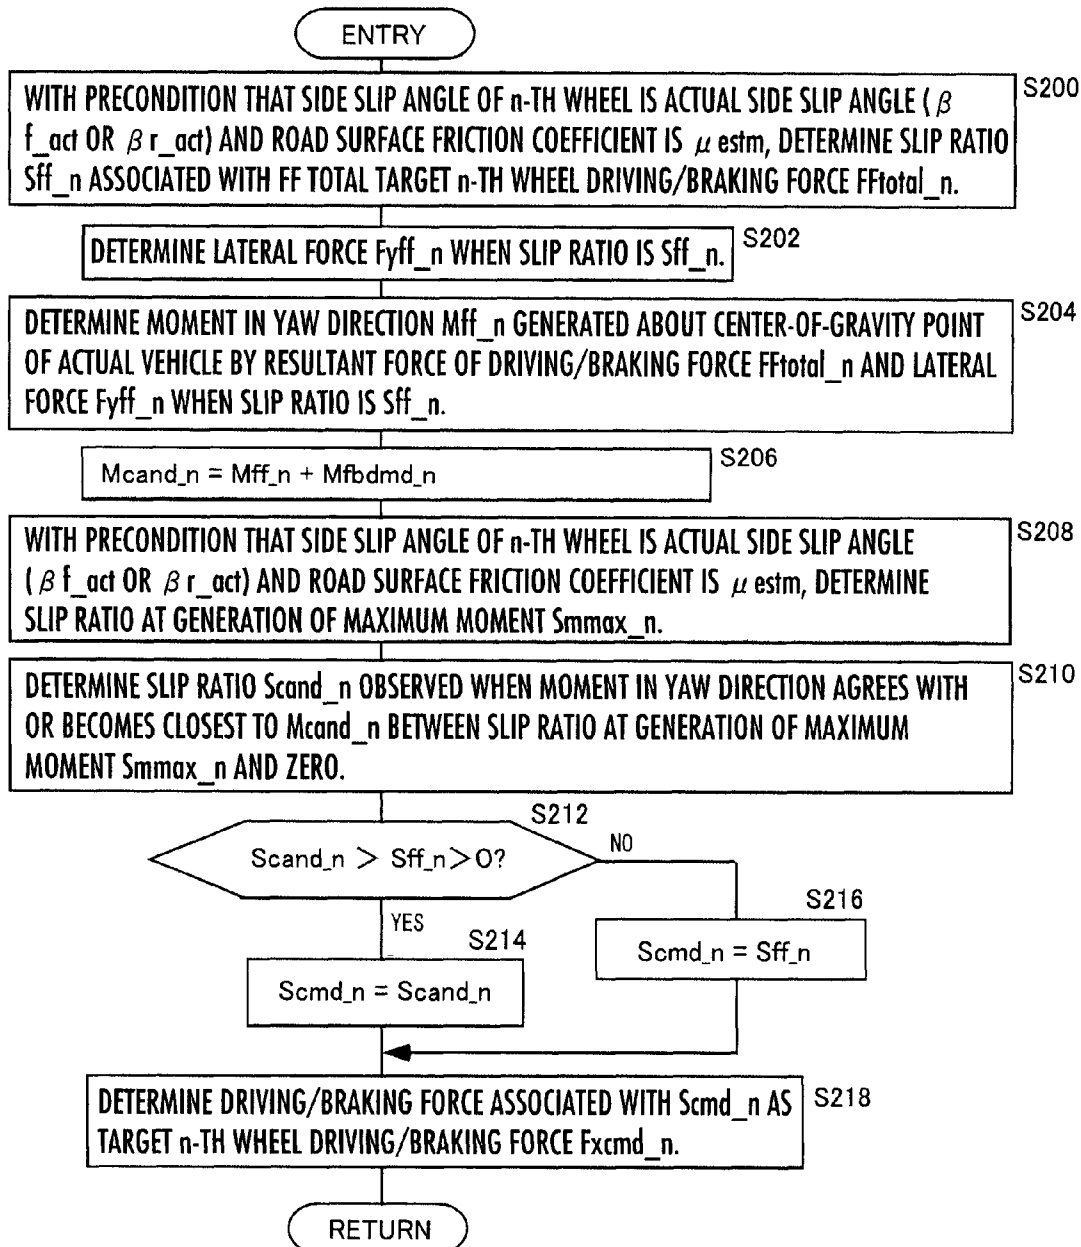 ENTRY
S200
WITH PRECONDITION THAT SIDE SLIP ANGLE OF n-TH WHEEL IS ACTUAL SIDE SLIP ANGLE ( β
f_act OR β r_act) AND ROAD SURFACE FRICTION COEFFICIENT IS μ estm, DETERMINE SLIP RATIO
Sff_n ASSOCIATED WITH FF TOTAL TARGET n-TH WHEEL DRIVING/BRAKING FORCE FFtotal_n.
S202
DETERMINE LATERAL FORCE Fyff_n WHEN SLIP RATIO IS Sff_n.
S204
DETERMINE MOMENT IN YAW DIRECTION Mff_n GENERATED ABOUT CENTER-OF-GRAVITY POINT
OF ACTUAL VEHICLE BY RESULTANT FORCE OF DRIVING/BRAKING FORCE FFtotal_n AND LATERAL
FORCE Fyff_n WHEN SLIP RATIO IS Sff_n.
S206
Mcand_n = Mff_n + Mfbdmd_n
S208
WITH PRECONDITION THAT SIDE SLIP ANGLE OF n-TH WHEEL IS ACTUAL SIDE SLIP ANGLE
( β f_act OR β r_act) AND ROAD SURFACE FRICTION COEFFICIENT IS μ estm, DETERMINE
SLIP RATIO AT GENERATION OF MAXIMUM MOMENT Smmax_n.
S210
DETERMINE SLIP RATIO Scand_n OBSERVED WHEN MOMENT IN YAW DIRECTION AGREES WITH
OR BECOMES CLOSEST TO Mcand_n BETWEEN SLIP RATIO AT GENERATION OF MAXIMUM
MOMENT Smmax_n AND ZERO.
S212
Scand_n > Sff_n>0?
NO
YES
S216
Scmd_n = Sff_n
S214
Scmd_n = Scand_n
S218
DETERMINE DRIVING/BRAKING FORCE ASSOCIATED WITH Scmd_n AS
TARGET n-TH WHEEL DRIVING/BRAKING FORCE Fxcmd_n.
RETURN